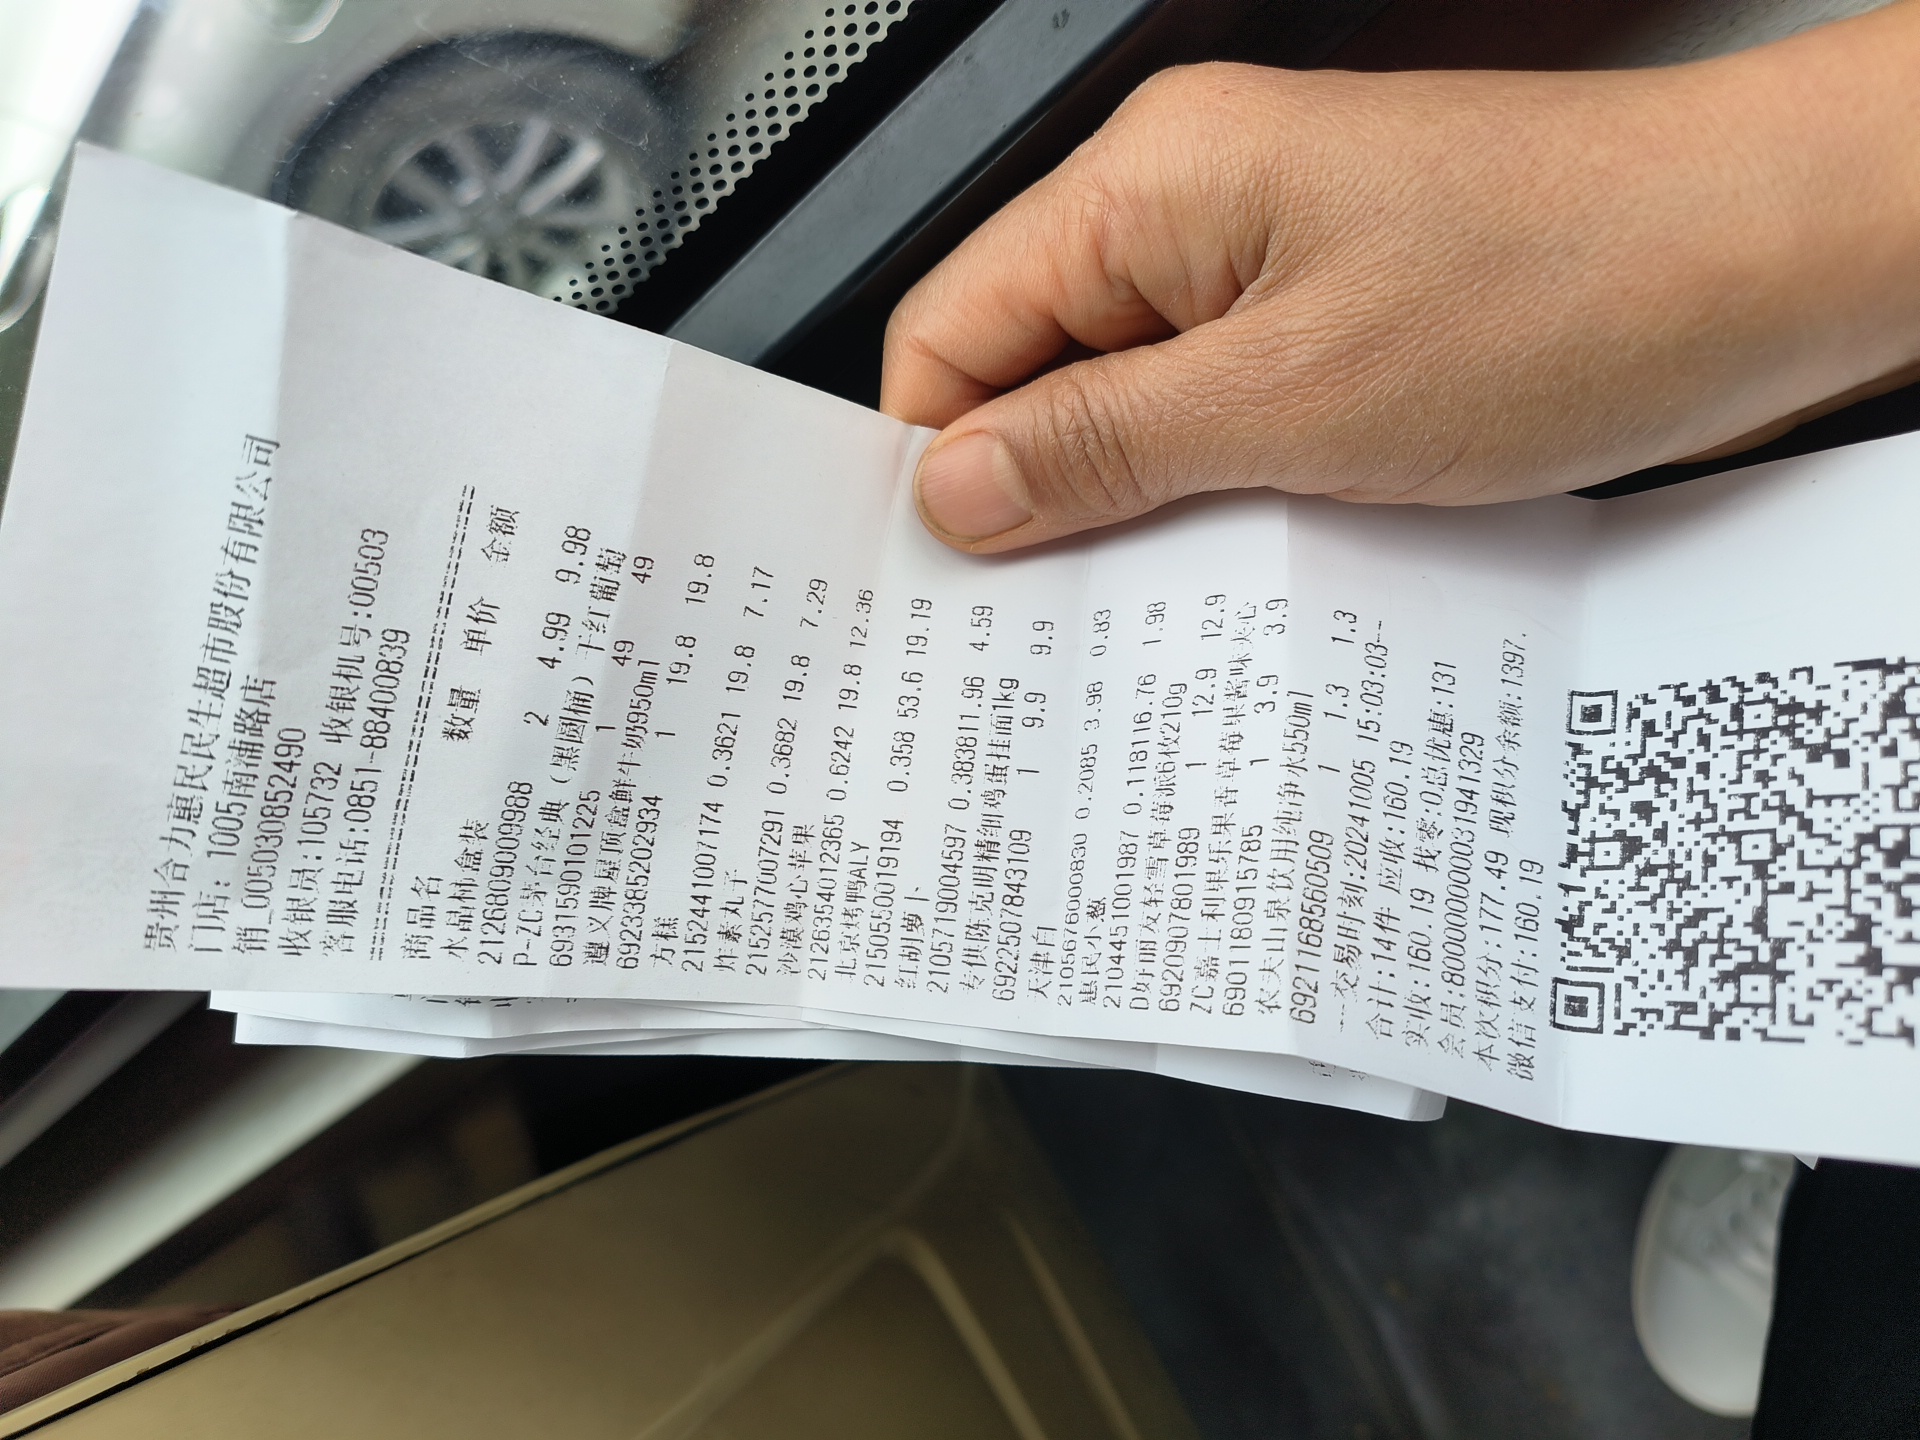 贵州合力惠民民生超市股份有限公司
门店: 1005南浦路店
销_005030852490
收银员:105732 收银机号:00503
客服电话:0851-88400839
商品名 数量 单价 金额
水晶柿盒装
2126809009988 2 4.99 9.98
P-ZC茅台经典(黑圆桶)干红葡萄
6931590101225 1 49 49
遵义牌屋顶盒鲜牛奶950ml
6923385202934 1 19.8 19.8
方糕
2152441007174 0.3621 19.8 7.17
炸素丸子
2152577007291 0.3682 19.8 7.29
沙漠鸡心苹果
2126354012365 0.6242 19.8 12.36
北京烤鸭ALY
2150555019194 0.358 53.6 19.19
红胡萝卜
2105719004597 0.383811.96 4.59
专供陈克明精细鸡蛋挂面1kg
6922507843109 1 9.9 9.9
天津白
2105676000830 0.2085 3.98 0.83
惠民小葱
2104451001987 0.118116.76 1.98
D好丽友轻雪草莓派6枚210g
6920907801989 1 12.9 12.9
ZC嘉士利果乐果香草莓果酱味夹心
6901180915785 1 3.9 3.9
农夫山泉饮用纯净水550ml
6921168560509 1 1.3 1.3
---交易时刻:20241005 15:03:03--
合计:14件 应收:160.19
实收:160.19 找零:0总优惠:131
会员:8000000000031941329
本次积分:177.49 现积分余额:1397.
微信支付:160.19